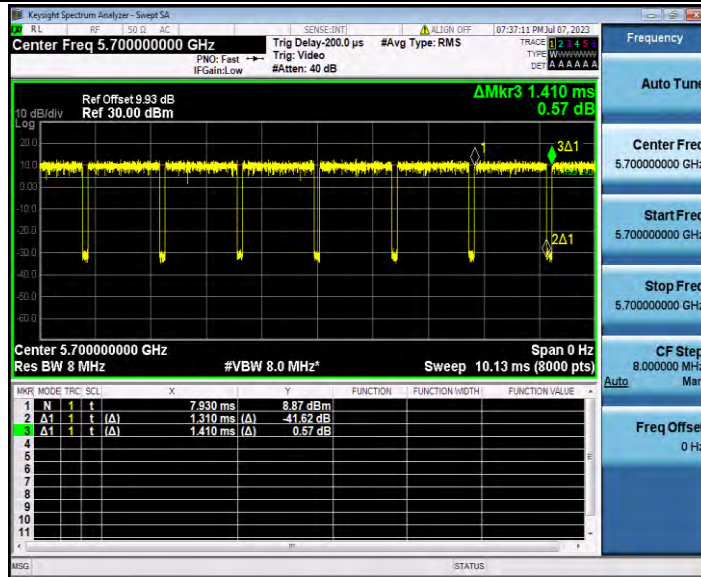 Keysight Spectrum Analyzer - Swept SA
RL RF 50 Ω AC SENSE:INT ALIGN OFF 07:37:11 PM Jul 07, 2023
Center Freq 5.700000000 GHz
PNO: Fast
IFGain:Low
Trig Delay-200.0 µs
Trig: Video
#Atten: 40 dB
#Avg Type: RMS
TRACE 1 2 3 4 5 6
TYPE W
DET A A A A A A
ΔMkr3 1.410 ms
0.57 dB
Ref Offset 9.93 dB
Ref 30.00 dBm
10 dB/div
Log
20.0
10.0
0.00
-10.0
-20.0
-30.0
-40.0
-50.0
-60.0
1
3Δ1
2Δ1
Center 5.700000000 GHz
Span 0 Hz
Res BW 8 MHz
#VBW 8.0 MHz*
Sweep 10.13 ms (8000 pts)
MKR MODE TRC SCL X Y FUNCTION FUNCTION WIDTH FUNCTION VALUE
1 N 1 t 7.930 ms 8.87 dBm
2 Δ1 1 t (Δ) 1.310 ms (Δ) -41.62 dB
3 Δ1 1 t (Δ) 1.410 ms (Δ) 0.57 dB
4
5
6
7
8
9
10
11
MSG
STATUS
Frequency
Auto Tune
Center Freq
5.700000000 GHz
Start Freq
5.700000000 GHz
Stop Freq
5.700000000 GHz
CF Step
8.000000 MHz
Auto Man
Freq Offset
0 Hz